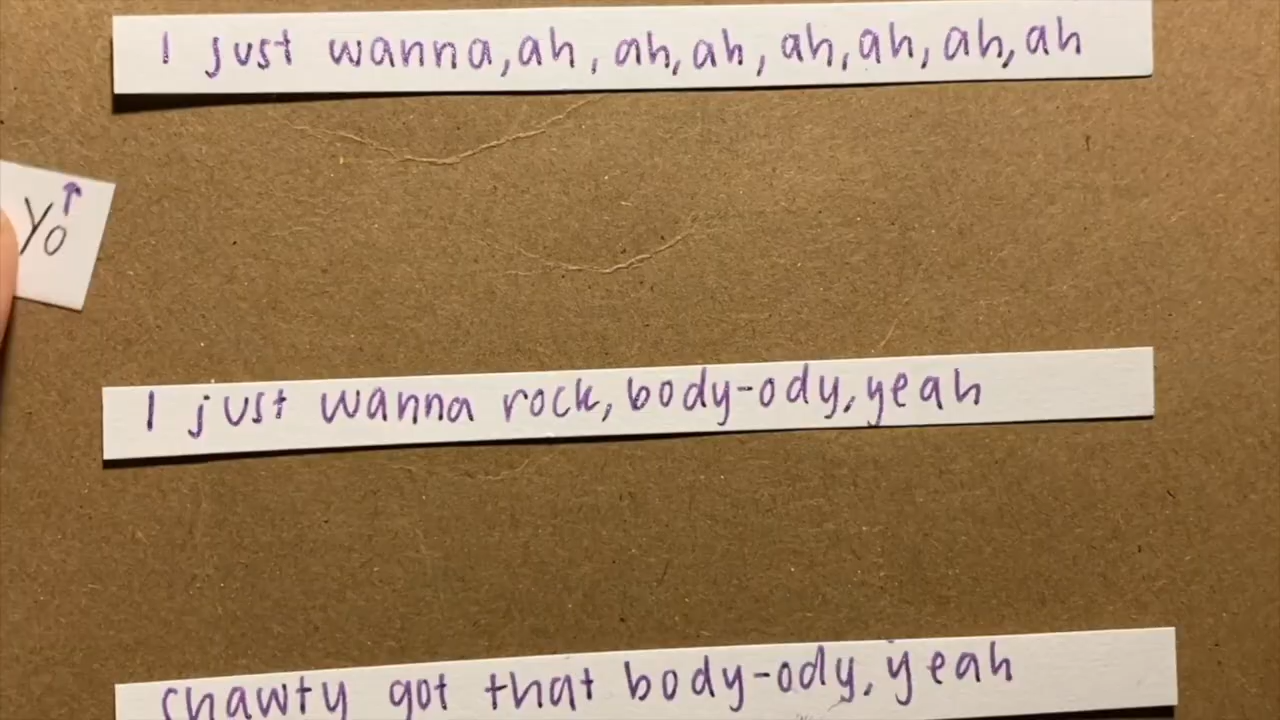 I just wanna, ah, ah, ah, ah, ah, ah, ah
yo
I just wanna rock, body-ody, yeah
shawty got that body-ody, yeah